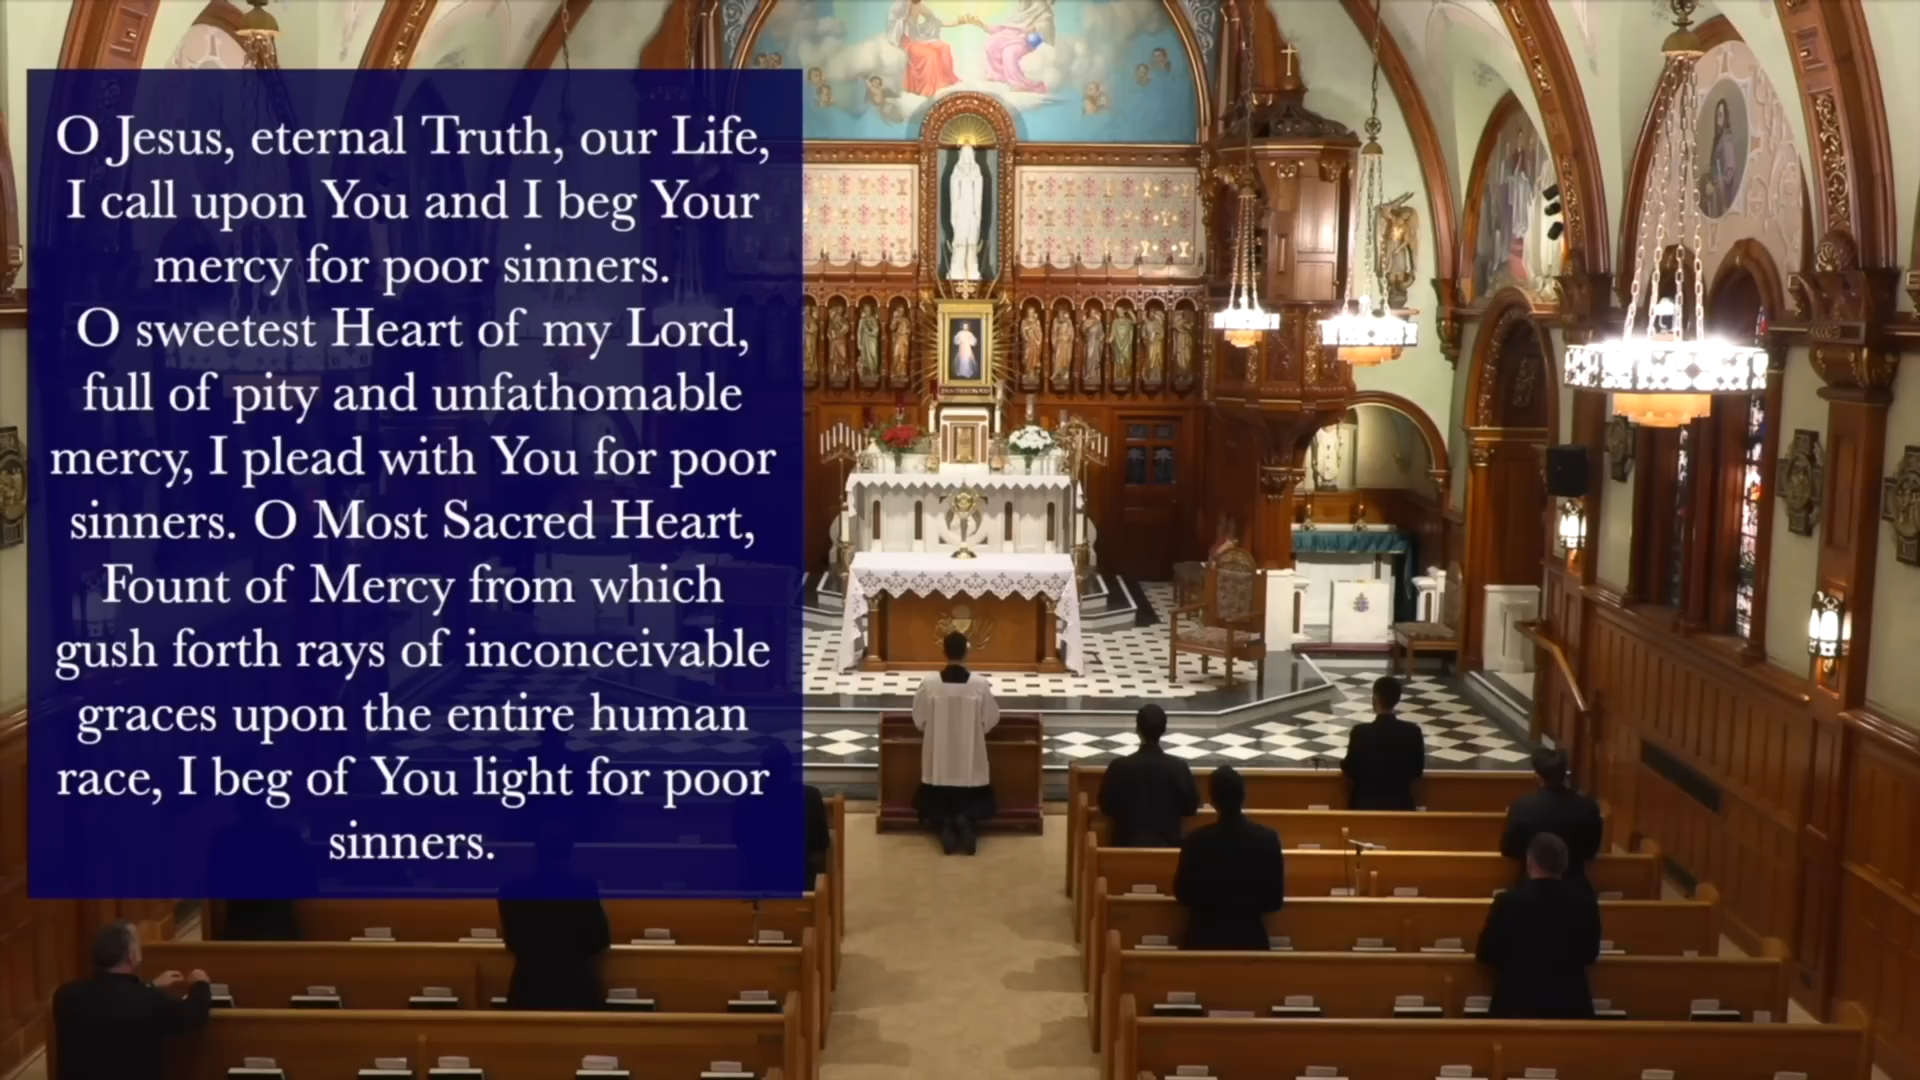 O Jesus, eternal Truth, our Life,
I call upon You and I beg Your
mercy for poor sinners.
O sweetest Heart of my Lord,
full of pity and unfathomable
mercy, I plead with You for poor
sinners. O Most Sacred Heart,
Fount of Mercy from which
gush forth rays of inconceivable
graces upon the entire human
race, I beg of You light for poor
sinners.